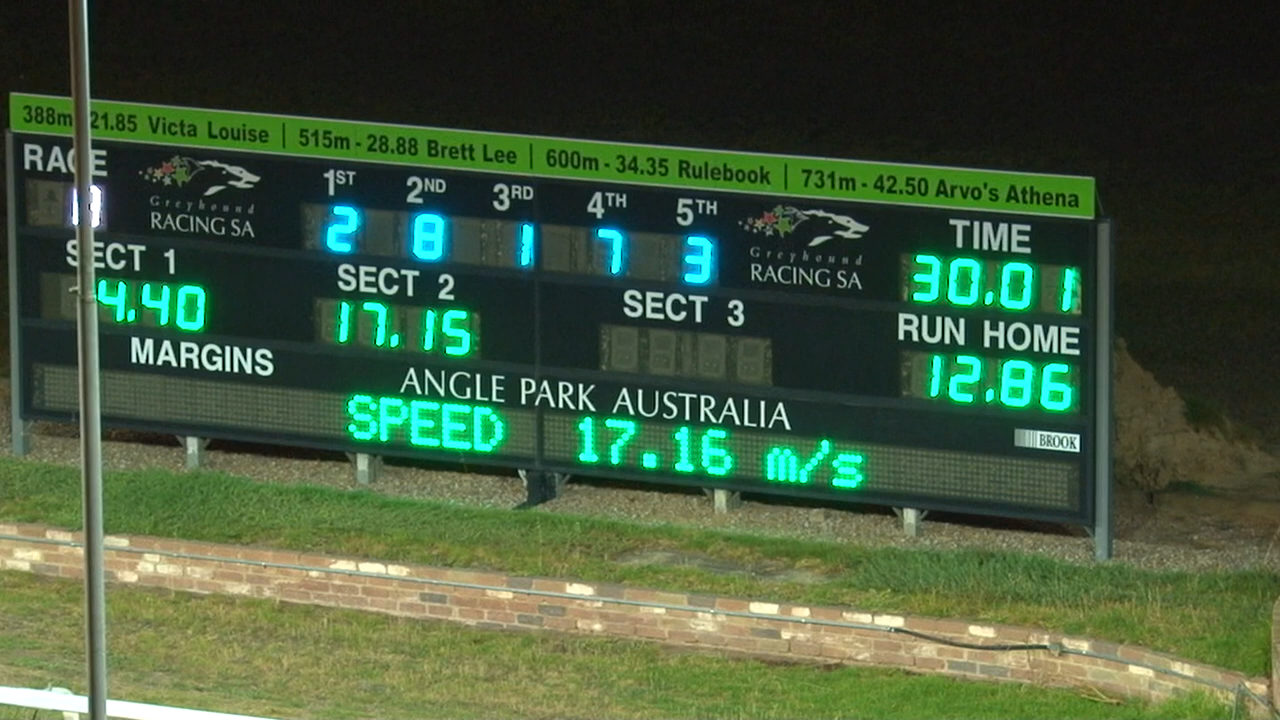 388m 21.85 Victa Louise | 515m - 28.88 Brett Lee | 600m - 34.35 Rulebook | 731m - 42.50 Arvo's Athena
RACE
1ST 2ND 3RD 4TH 5TH
2 8 1 7 3
Greyhound
RACING SA
Greyhound
RACING SA
TIME
30.01
SECT 1
4.40
SECT 2
17.15
SECT 3
RUN HOME
12.86
MARGINS
ANGLE PARK AUSTRALIA
BROOK
SPEED 17.16 m/s